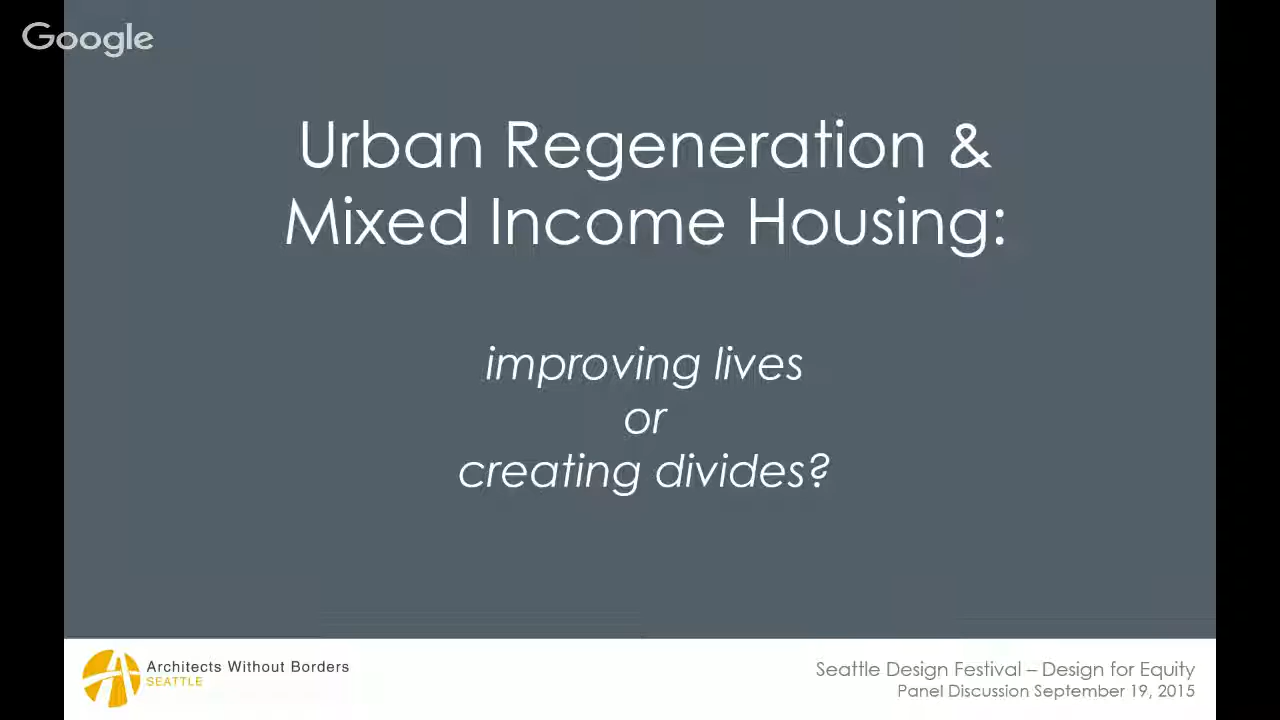 Google
Urban Regeneration &
Mixed Income Housing:
improving lives
or
creating divides?
Architects Without Borders
SEATTLE
Seattle Design Festival – Design for Equity
Panel Discussion September 19, 2015